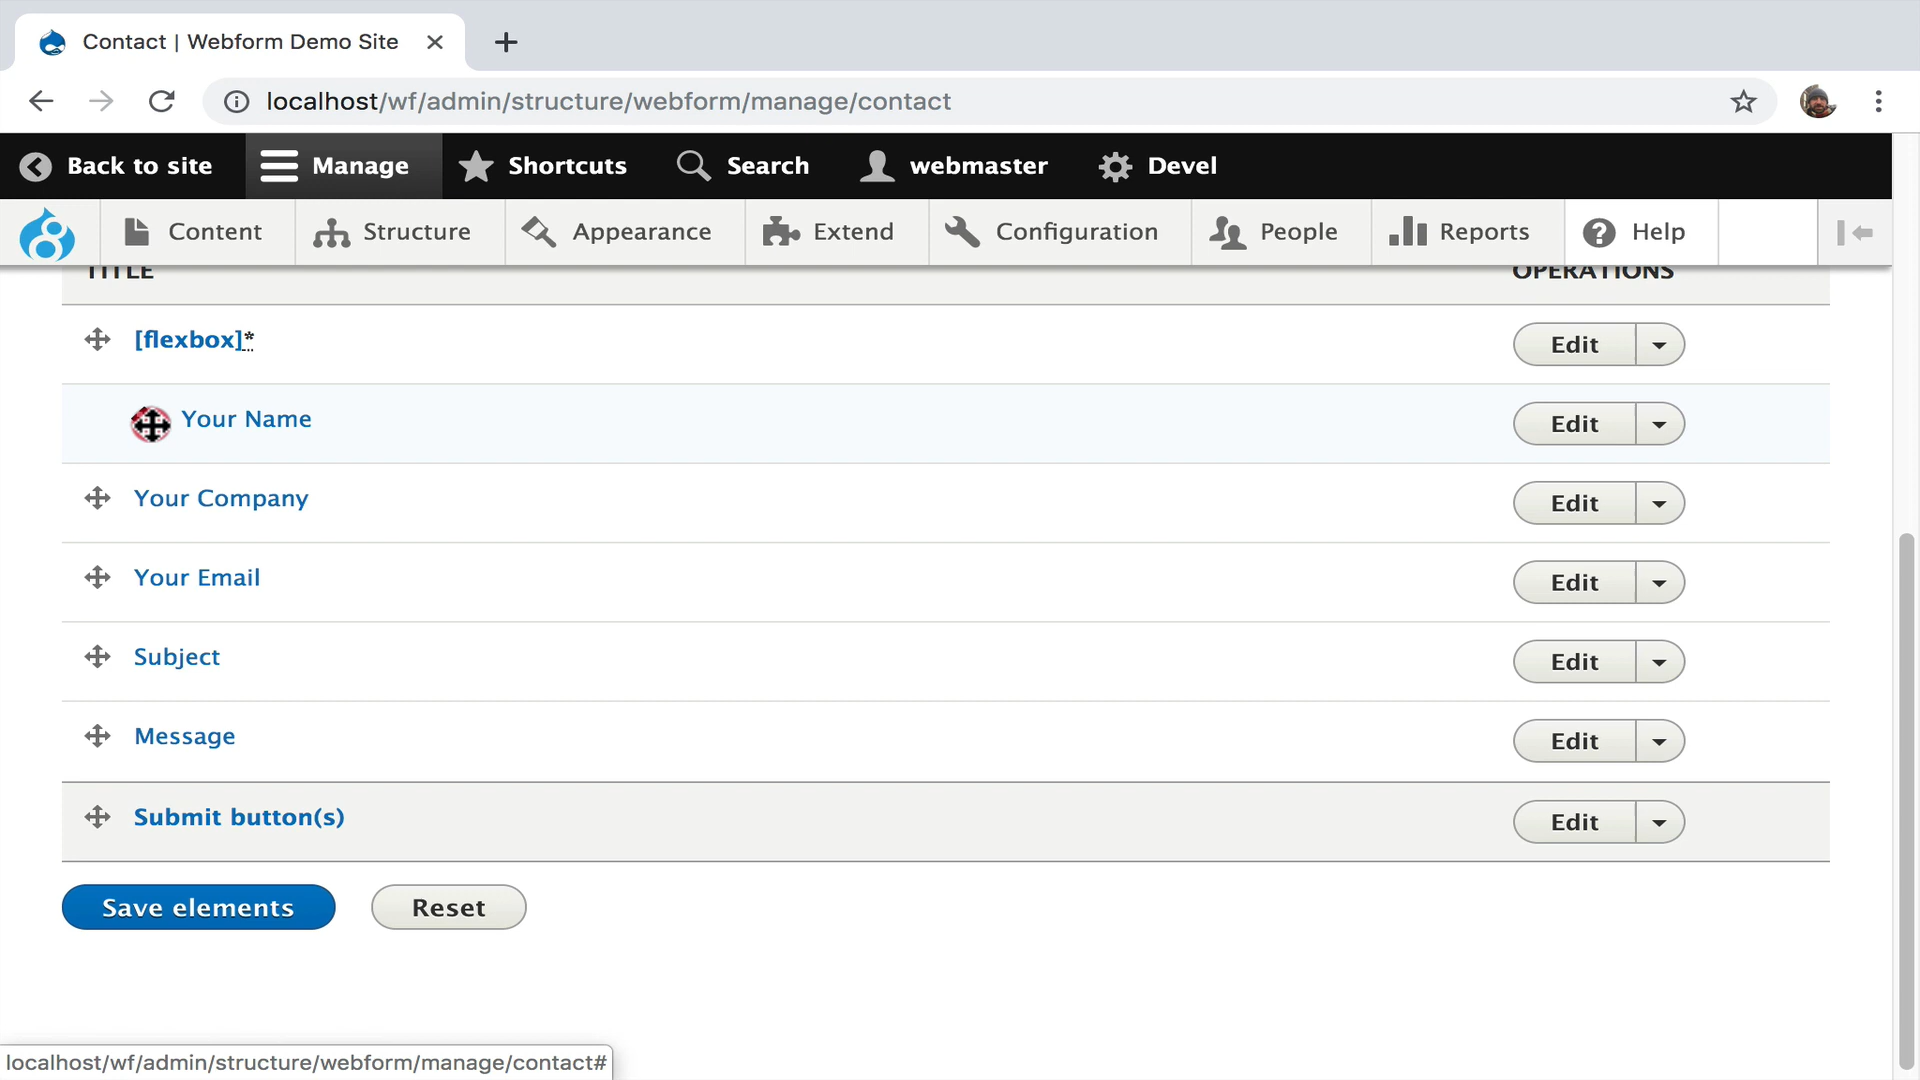 Contact | Webform Demo Site
localhost/wf/admin/structure/webform/manage/contact
Back to site Manage Shortcuts Search webmaster Devel
8 Content Structure Appearance Extend Configuration People Reports Help
TITLE OPERATIONS
[flexbox]* Edit
Your Name Edit
Your Company Edit
Your Email Edit
Subject Edit
Message Edit
Submit button(s) Edit
Save elements Reset
localhost/wf/admin/structure/webform/manage/contact#